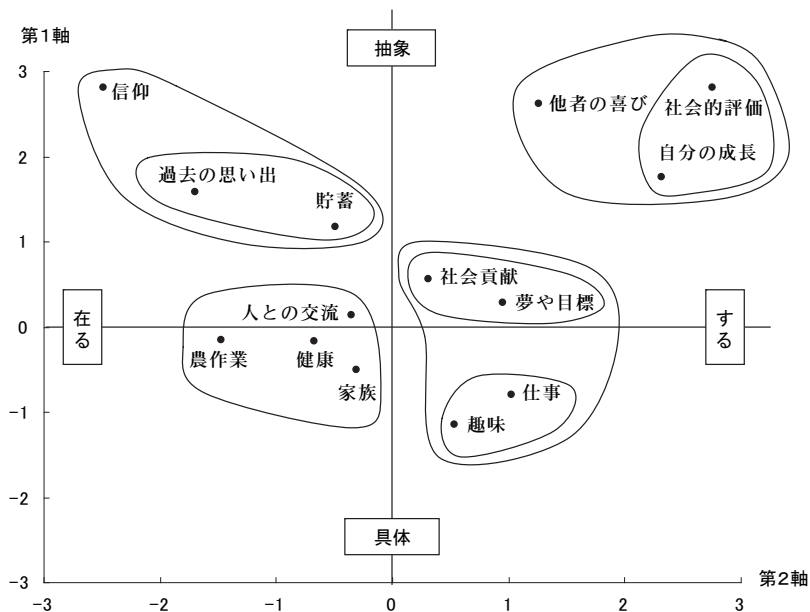 第1軸
抽象
3
信仰
他者の喜び
社会的評価
2
過去の思い出
自分の成長
貯蓄
1
社会貢献
在る
人との交流
夢や目標
する
0
農作業
健康
家族
仕事
-1
趣味
-2
具体
第2軸
-3
-3
-2
-1
0
1
2
3